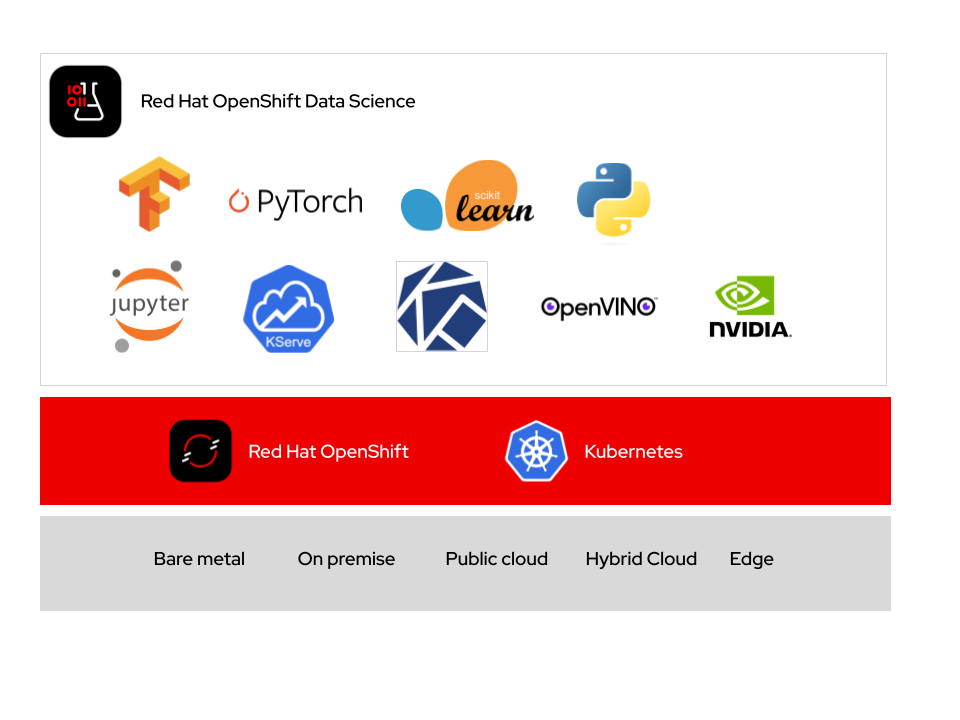 Red Hat OpenShift Data Science
PyTorch
scikit
learn
jupyter
KServe
OpenVINO™
NVIDIA.
Red Hat OpenShift
Kubernetes
Bare metal
On premise
Public cloud
Hybrid Cloud
Edge